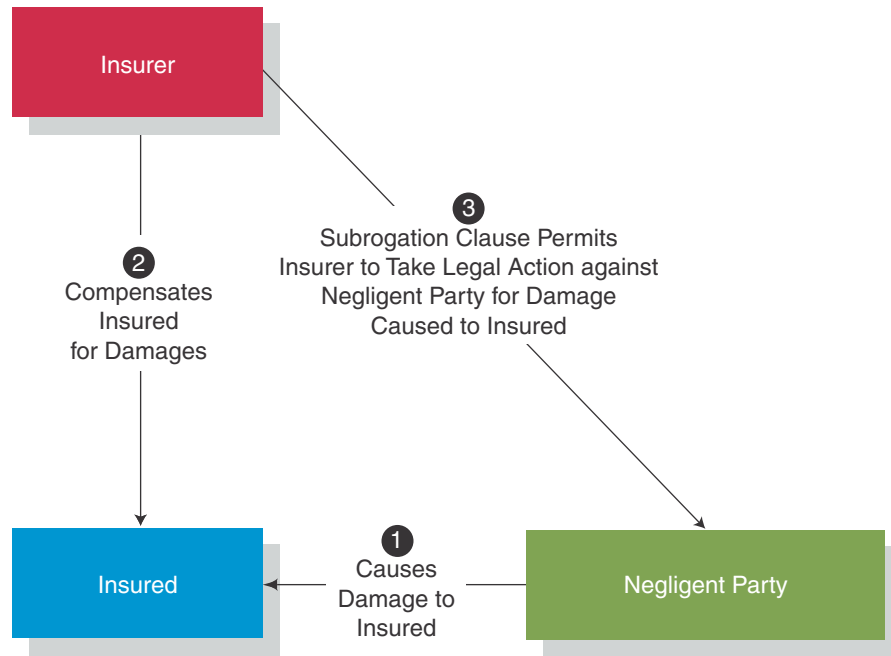 Insurer
3
Subrogation Clause Permits
Insurer to Take Legal Action against
Negligent Party for Damage
Caused to Insured
2
Compensates
Insured
for Damages
1
Causes
Damage to
Insured
Insured
Negligent Party